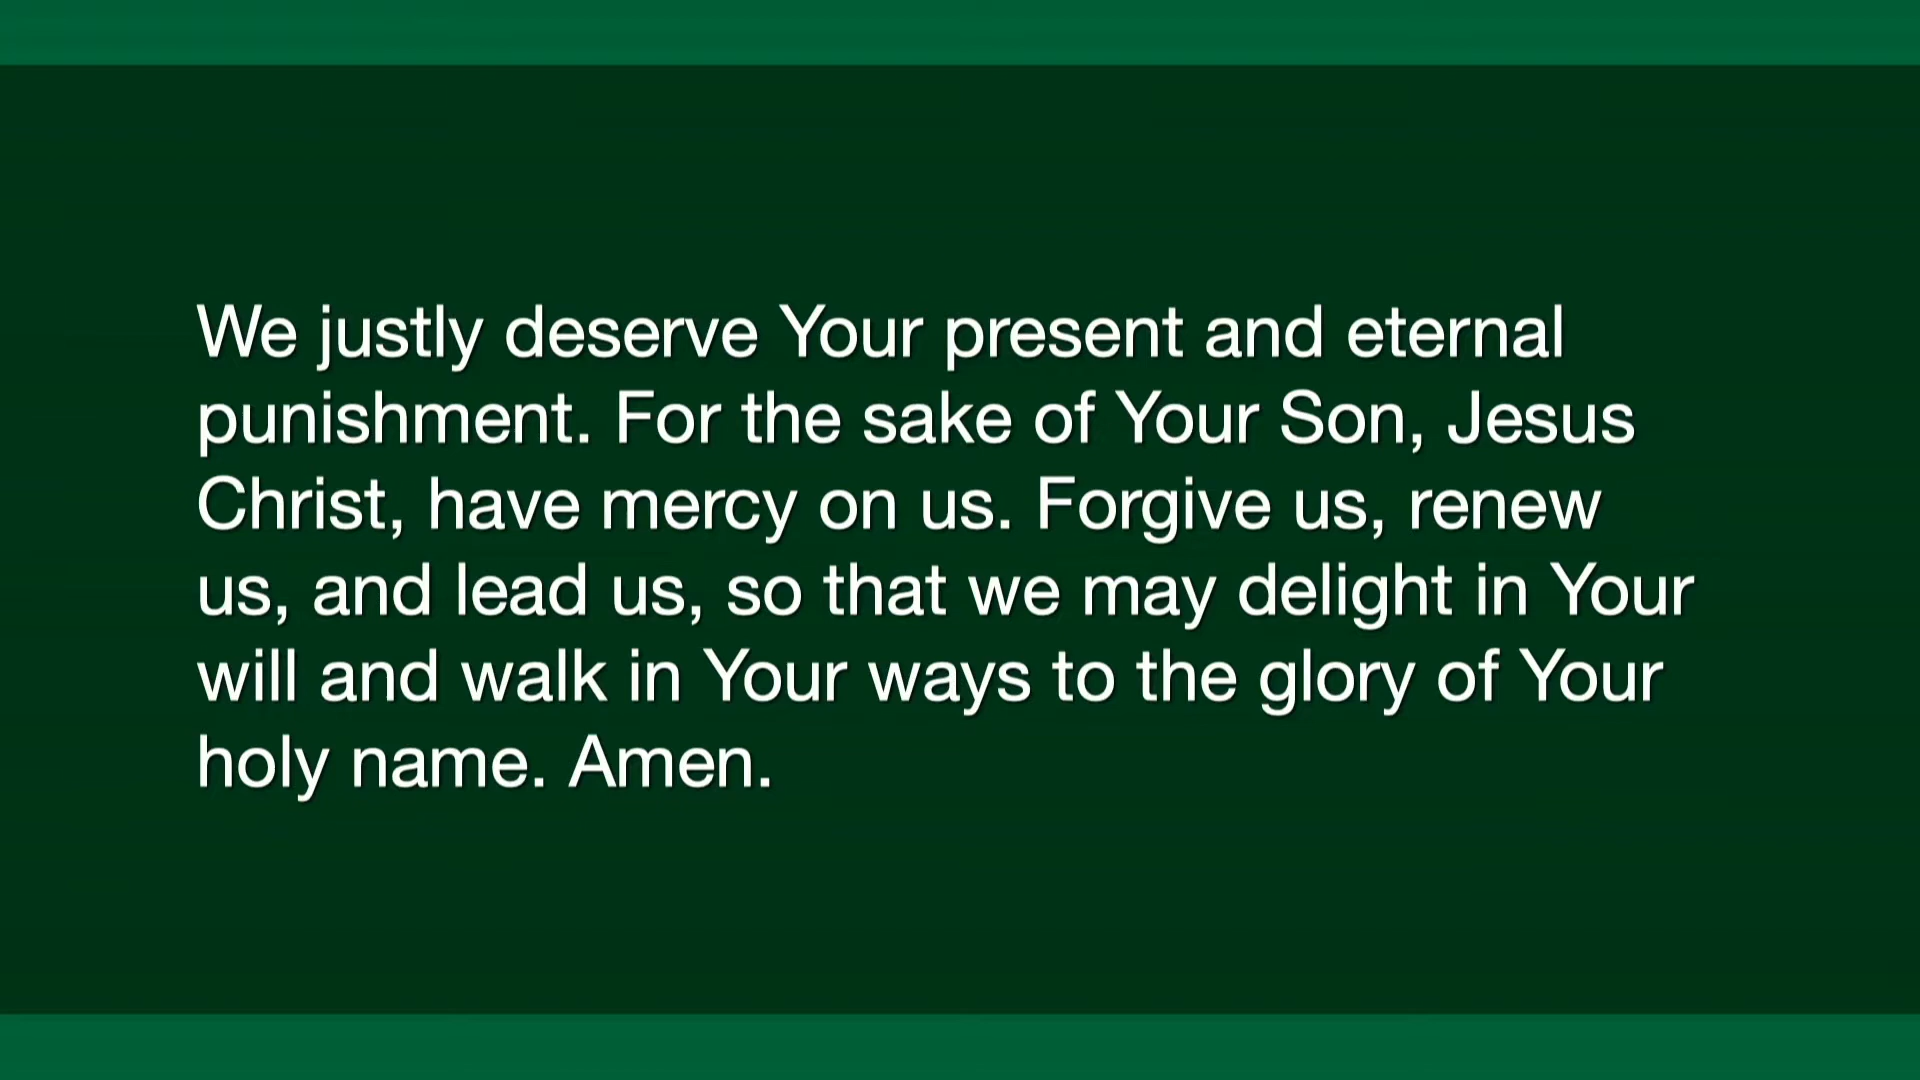 We justly deserve Your present and eternal
punishment. For the sake of Your Son, Jesus
Christ, have mercy on us. Forgive us, renew
us, and lead us, so that we may delight in Your
will and walk in Your ways to the glory of Your
holy name. Amen.